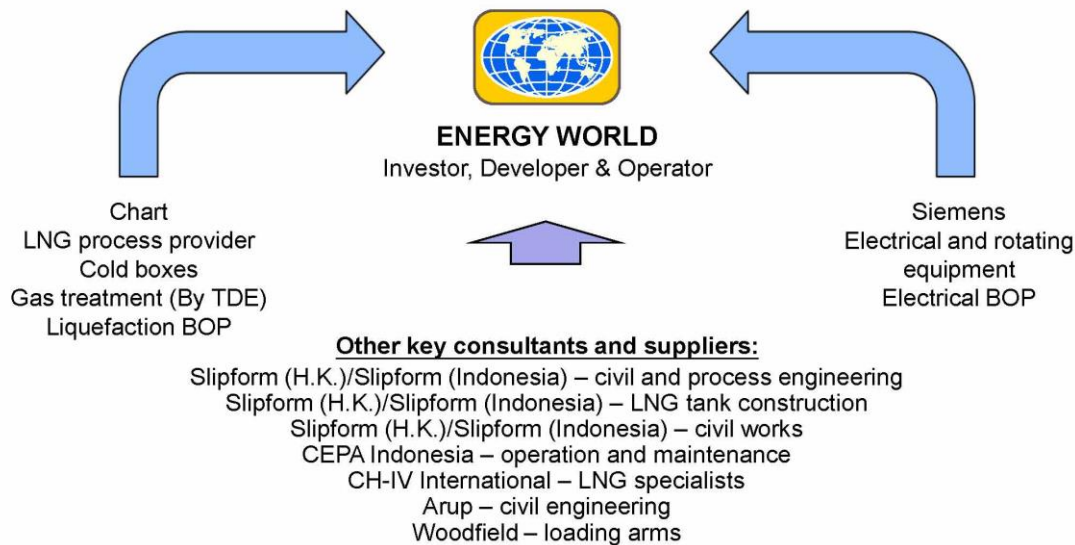 ENERGY WORLD
Investor, Developer & Operator
Chart
LNG process provider
Cold boxes
Gas treatment (By TDE)
Liquefaction BOP
Siemens
Electrical and rotating
equipment
Electrical BOP
Other key consultants and suppliers:
Slipform (H.K.)/Slipform (Indonesia) – civil and process engineering
Slipform (H.K.)/Slipform (Indonesia) – LNG tank construction
Slipform (H.K.)/Slipform (Indonesia) – civil works
CEPA Indonesia – operation and maintenance
CH-IV International – LNG specialists
Arup – civil engineering
Woodfield – loading arms